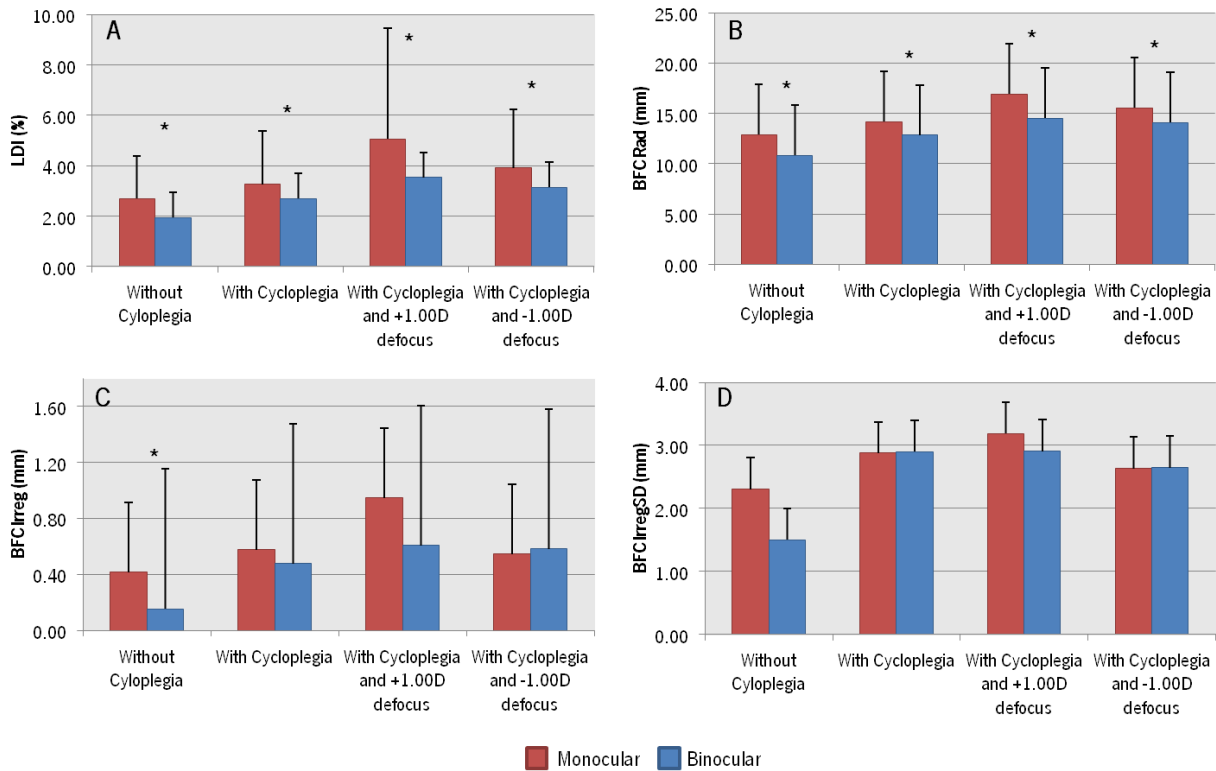 A
LDI (%)
10.00
8.00
6.00
4.00
2.00
0.00
*
*
*
*
Without
Cyloplegia
With Cycloplegia
With Cycloplegia
and +1.00D
defocus
With Cycloplegia
and -1.00D
defocus
B
BFCRad (mm)
25.00
20.00
15.00
10.00
5.00
0.00
*
*
*
*
Without
Cyloplegia
With Cycloplegia
With Cycloplegia
and +1.00D
defocus
With Cycloplegia
and -1.00D
defocus
C
BFCIrreg (mm)
1.60
1.20
0.80
0.40
0.00
*
Without
Cyloplegia
With Cycloplegia
With Cycloplegia
and +1.00D
defocus
With Cycloplegia
and -1.00D
defocus
D
BFCIrregSD (mm)
4.00
3.00
2.00
1.00
0.00
Without
Cyloplegia
With Cycloplegia
With Cycloplegia
and +1.00D
defocus
With Cycloplegia
and -1.00D
defocus
Monocular
Binocular